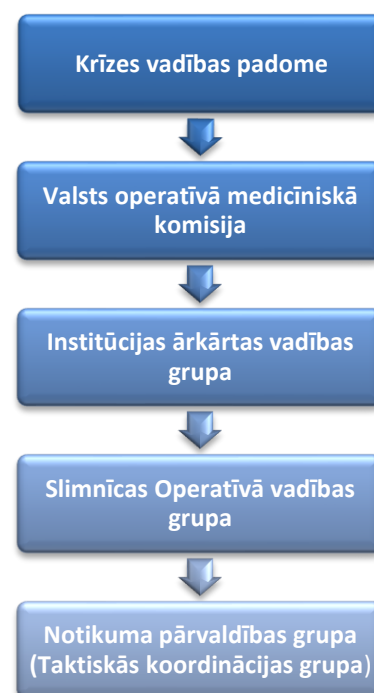 Krīzes vadības padome
Valsts operatīvā medicīniskā
komisija
Institūcijas ārkārtas vadības
grupa
Slimnīcas Operatīvā vadības
grupa
Notikuma pārvaldības grupa
(Taktiskās koordinācijas grupa)